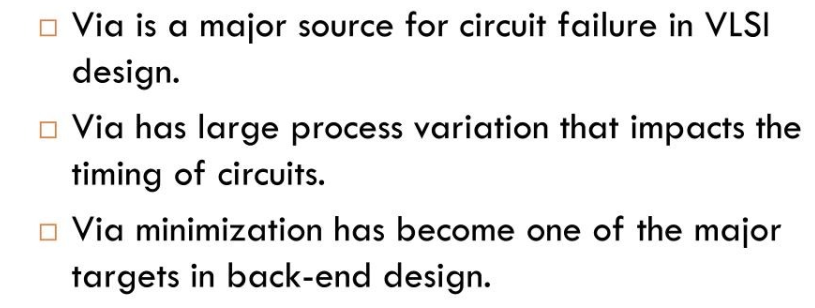 Via is a major source for circuit failure in VLSI
design.
Via has large process variation that impacts the
timing of circuits.
Via minimization has become one of the major
targets in back-end design.